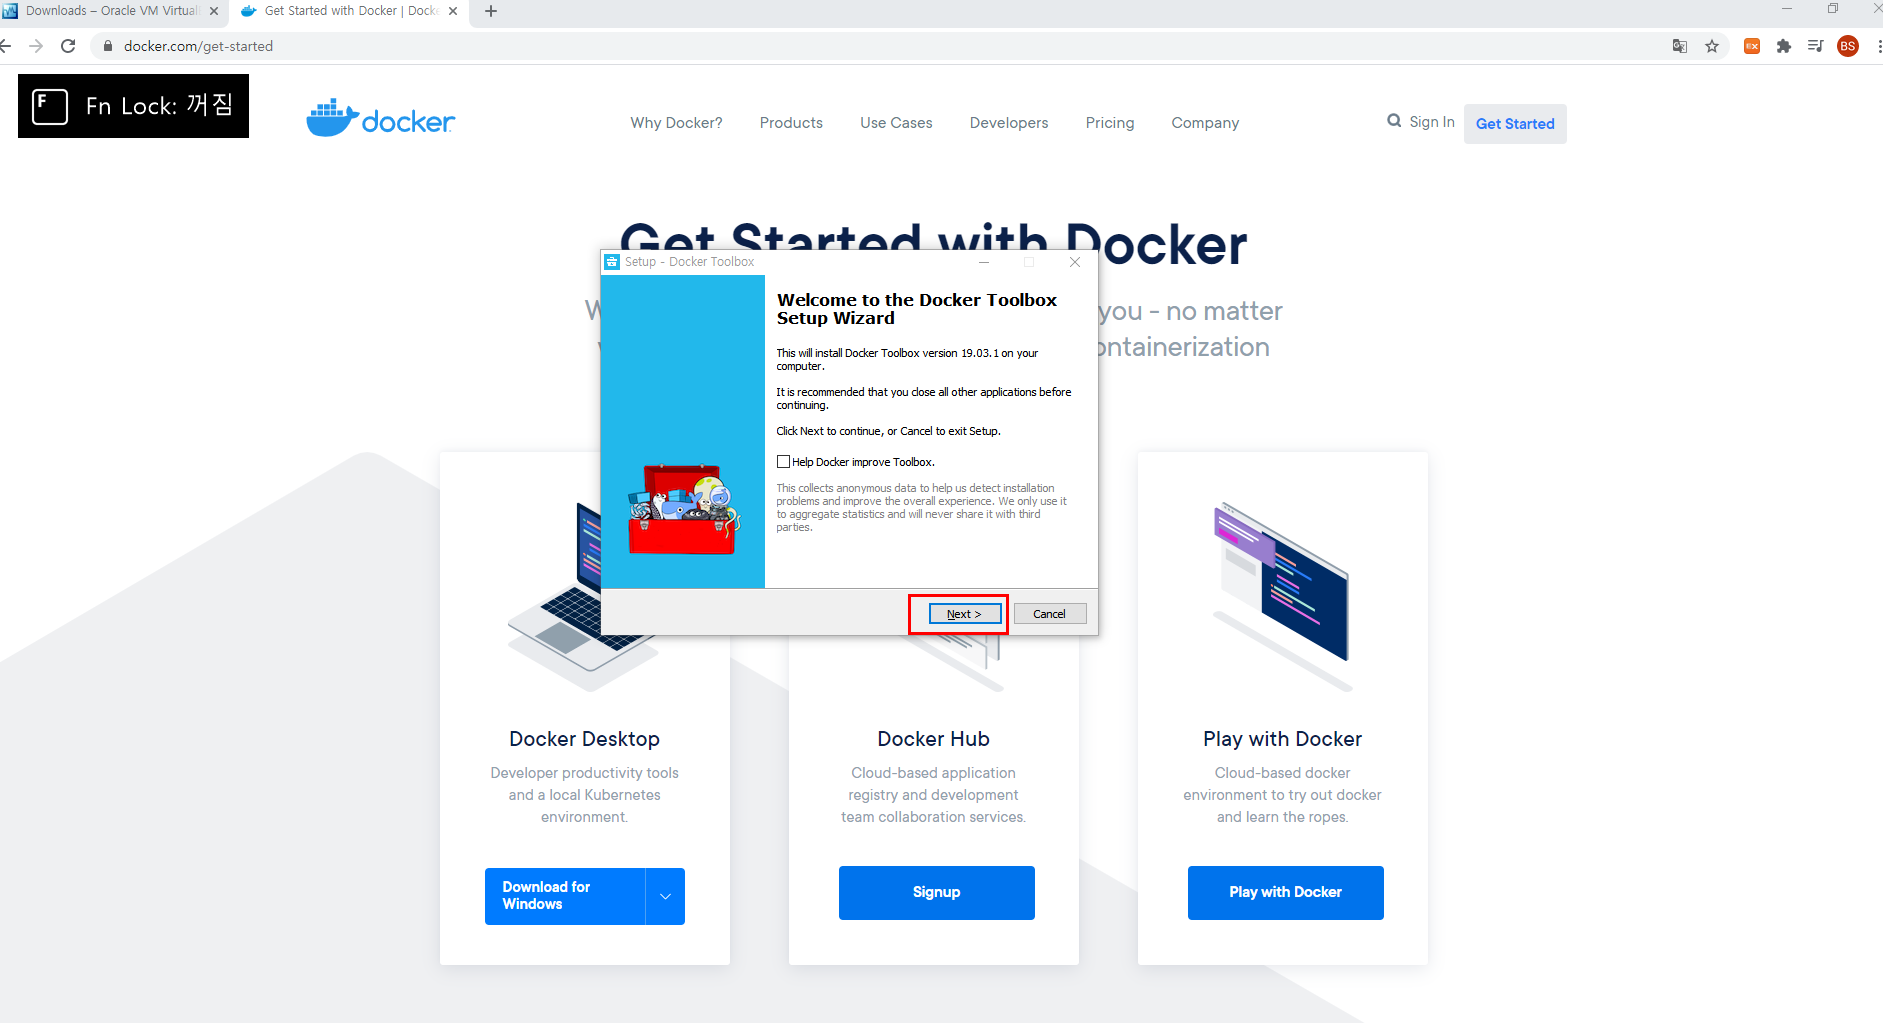 Downloads – Oracle VM Virtual
Get Started with Docker | Docke
docker.com/get-started
BS
F
Fn Lock: 꺼짐
docker
Why Docker?
Products
Use Cases
Developers
Pricing
Company
Sign In
Get Started
Get Started with Docker
you - no matter
ontainerization
Setup - Docker Toolbox
Welcome to the Docker Toolbox
Setup Wizard
This will install Docker Toolbox version 19.03.1 on your
computer.
It is recommended that you close all other applications before
continuing.
Click Next to continue, or Cancel to exit Setup.
Help Docker improve Toolbox.
This collects anonymous data to help us detect installation
problems and improve the overall experience. We only use it
to aggregate statistics and will never share it with third
parties.
Next >
Cancel
Docker Desktop
Developer productivity tools
and a local Kubernetes
environment.
Download for
Windows
Docker Hub
Cloud-based application
registry and development
team collaboration services.
Signup
Play with Docker
Cloud-based docker
environment to try out docker
and learn the ropes.
Play with Docker